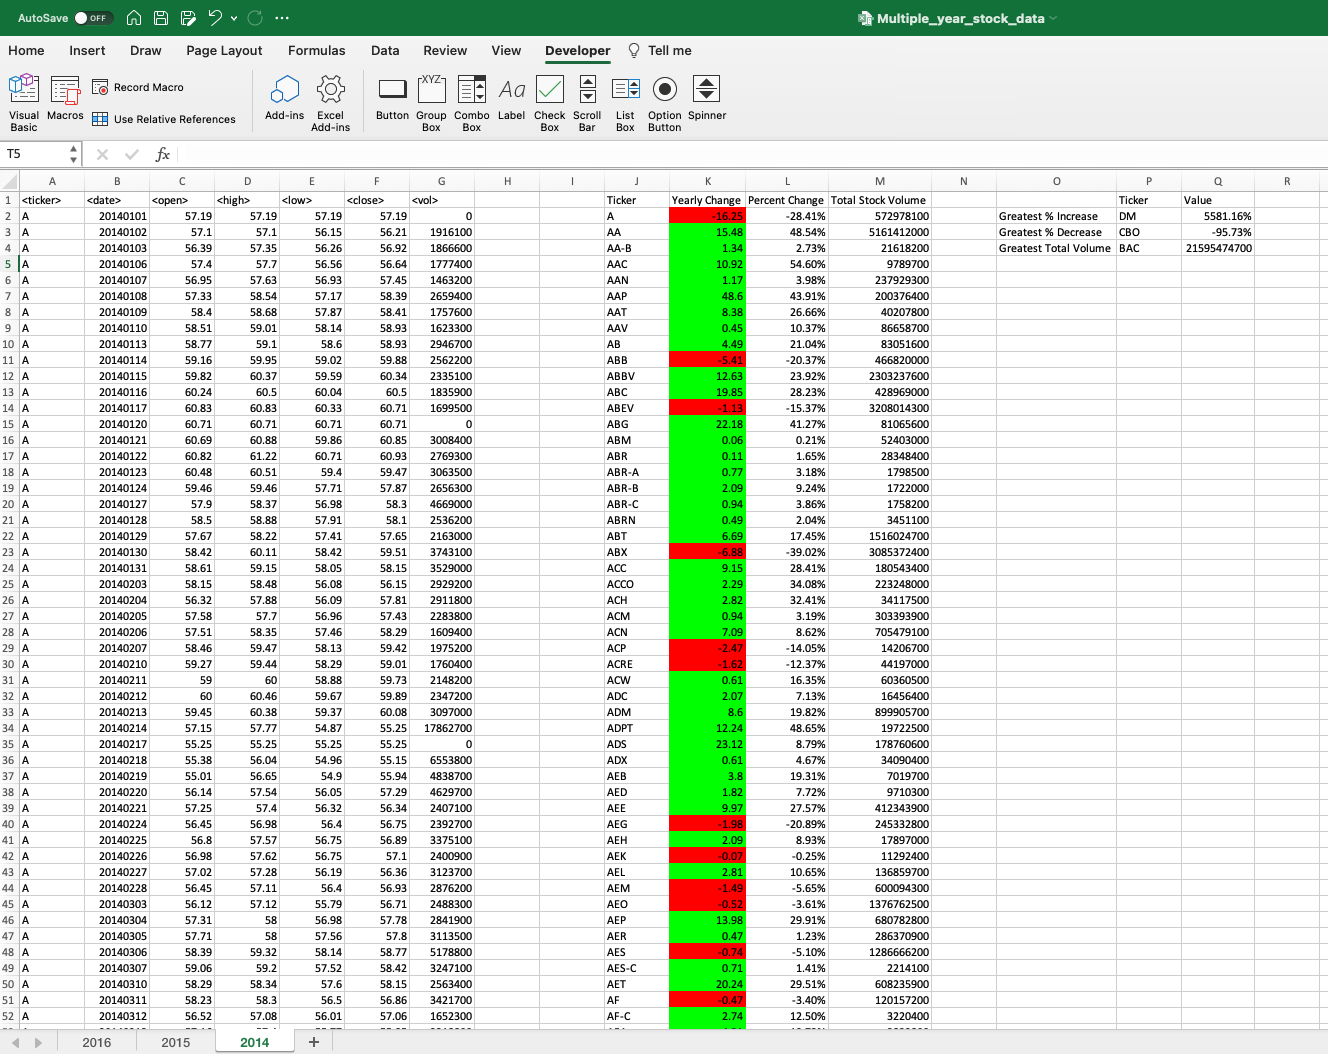 AutoSave OFF Multiple_year_stock_data
Home Insert Draw Page Layout Formulas Data Review View Developer Tell me
Visual Basic Macros Record Macro Use Relative References Add-ins Excel Add-ins Button Group Box Combo Box Label Check Box Scroll Bar List Box Option Button Spinner
XYZ Aa
T5 fx
A B C D E F G H I J K L M N O P Q R
1 <ticker> <date> <open> <high> <low> <close> <vol> Ticker Yearly Change Percent Change Total Stock Volume Ticker Value
2 A 20140101 57.19 57.19 57.19 57.19 0 A -16.25 -28.41% 572978100 Greatest % Increase DM 5581.16%
3 A 20140102 57.1 57.1 56.15 56.21 1916100 AA 15.48 48.54% 5161412000 Greatest % Decrease CBO -95.73%
4 A 20140103 56.39 57.35 56.26 56.92 1866600 AA-B 1.34 2.73% 21618200 Greatest Total Volume BAC 21595474700
5 A 20140106 57.4 57.7 56.56 56.64 1777400 AAC 10.92 54.60% 9789700
6 A 20140107 56.95 57.63 56.93 57.45 1463200 AAN 1.17 3.98% 237929300
7 A 20140108 57.33 58.54 57.17 58.39 2659400 AAP 48.6 43.91% 200376400
8 A 20140109 58.4 58.68 57.87 58.41 1757600 AAT 8.38 26.66% 40207800
9 A 20140110 58.51 59.01 58.14 58.93 1623300 AAV 0.45 10.37% 86658700
10 A 20140113 58.77 59.1 58.6 58.93 2946700 AB 4.49 21.04% 83051600
11 A 20140114 59.16 59.95 59.02 59.88 2562200 ABB -5.41 -20.37% 466820000
12 A 20140115 59.82 60.37 59.59 60.34 2335100 ABBV 12.63 23.92% 2303237600
13 A 20140116 60.24 60.5 60.04 60.5 1835900 ABC 19.85 28.23% 428969000
14 A 20140117 60.83 60.83 60.33 60.71 1699500 ABEV -1.13 -15.37% 3208014300
15 A 20140120 60.71 60.71 60.71 60.71 0 ABG 22.18 41.27% 81065600
16 A 20140121 60.69 60.88 59.86 60.85 3008400 ABM 0.06 0.21% 52403000
17 A 20140122 60.82 61.22 60.71 60.93 2769300 ABR 0.11 1.65% 28348400
18 A 20140123 60.48 60.51 59.4 59.47 3063500 ABR-A 0.77 3.18% 1798500
19 A 20140124 59.46 59.46 57.71 57.87 2656300 ABR-B 2.09 9.24% 1722000
20 A 20140127 57.9 58.37 56.98 58.3 4669000 ABR-C 0.94 3.86% 1758200
21 A 20140128 58.5 58.88 57.91 58.1 2536200 ABRN 0.49 2.04% 3451100
22 A 20140129 57.67 58.22 57.41 57.65 2163000 ABT 6.69 17.45% 1516024700
23 A 20140130 58.42 60.11 58.42 59.51 3743100 ABX -6.88 -39.02% 3085372400
24 A 20140131 58.61 59.15 58.05 58.15 3529000 ACC 9.15 28.41% 180543400
25 A 20140203 58.15 58.48 56.08 56.15 2929200 ACCO 2.29 34.08% 223248000
26 A 20140204 56.32 57.88 56.09 57.81 2911800 ACH 2.82 32.41% 34117500
27 A 20140205 57.58 57.7 56.96 57.43 2283800 ACM 0.94 3.19% 303393900
28 A 20140206 57.51 58.35 57.46 58.29 1609400 ACN 7.09 8.62% 705479100
29 A 20140207 58.46 59.47 58.13 59.42 1975200 ACP -2.47 -14.05% 14206700
30 A 20140210 59.27 59.44 58.29 59.01 1760400 ACRE -1.62 -12.37% 44197000
31 A 20140211 59 60 58.88 59.73 2148200 ACW 0.61 16.35% 60360500
32 A 20140212 60 60.46 59.67 59.89 2347200 ADC 2.07 7.13% 16456400
33 A 20140213 59.45 60.38 59.37 60.08 3097000 ADM 8.6 19.82% 899905700
34 A 20140214 57.15 57.77 54.87 55.25 17862700 ADPT 12.24 48.65% 19722500
35 A 20140217 55.25 55.25 55.25 55.25 0 ADS 23.12 8.79% 178760600
36 A 20140218 55.38 56.04 54.96 55.15 6553800 ADX 0.61 4.67% 34090400
37 A 20140219 55.01 56.65 54.9 55.94 4838700 AEB 3.8 19.31% 7019700
38 A 20140220 56.14 57.54 56.05 57.29 4629700 AED 1.82 7.72% 9710300
39 A 20140221 57.25 57.4 56.32 56.34 2407100 AEE 9.97 27.57% 412343900
40 A 20140224 56.45 56.98 56.4 56.75 2392700 AEG -1.98 -20.89% 245332800
41 A 20140225 56.8 57.57 56.75 56.89 3375100 AEH 2.09 8.93% 17897000
42 A 20140226 56.98 57.62 56.75 57.1 2400900 AEK -0.07 -0.25% 11292400
43 A 20140227 57.02 57.28 56.19 56.36 3123700 AEL 2.81 10.65% 136859700
44 A 20140228 56.45 57.11 56.4 56.93 2876200 AEM -1.49 -5.65% 600094300
45 A 20140303 56.12 57.12 55.79 56.71 2488300 AEO -0.52 -3.61% 1376762500
46 A 20140304 57.31 58 56.98 57.78 2841900 AEP 13.98 29.91% 680782800
47 A 20140305 57.71 58 57.56 57.8 3113500 AER 0.47 1.23% 286370900
48 A 20140306 58.39 59.32 58.14 58.77 5178800 AES -0.74 -5.10% 1286666200
49 A 20140307 59.06 59.2 57.52 58.42 3247100 AES-C 0.71 1.41% 2214100
50 A 20140310 58.29 58.34 57.6 58.15 2563400 AET 20.24 29.51% 608235900
51 A 20140311 58.23 58.3 56.5 56.86 3421700 AF -0.47 -3.40% 120157200
52 A 20140312 56.52 57.08 56.01 57.06 1652300 AF-C 2.74 12.50% 3220400
2016 2015 2014 +